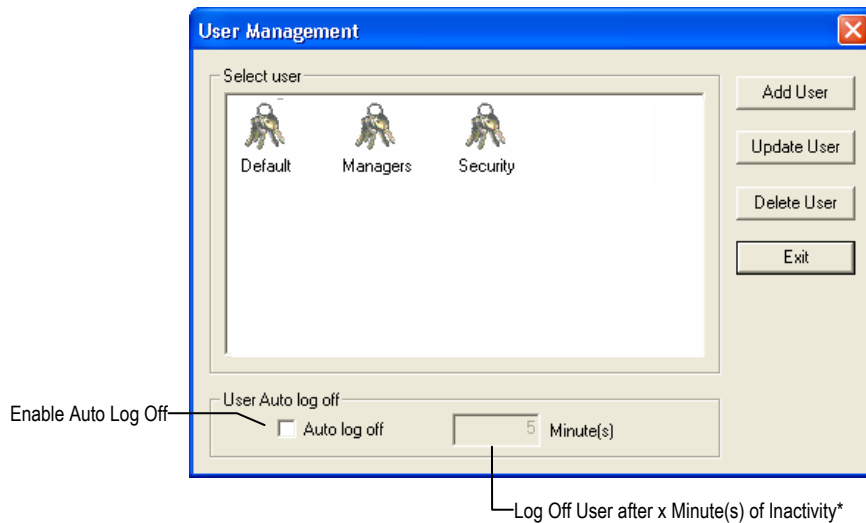 User Management
Select user
Default Managers Security
Add User
Update User
Delete User
Exit
User Auto log off
Enable Auto Log Off
Auto log off 5 Minute(s)
Log Off User after x Minute(s) of Inactivity*